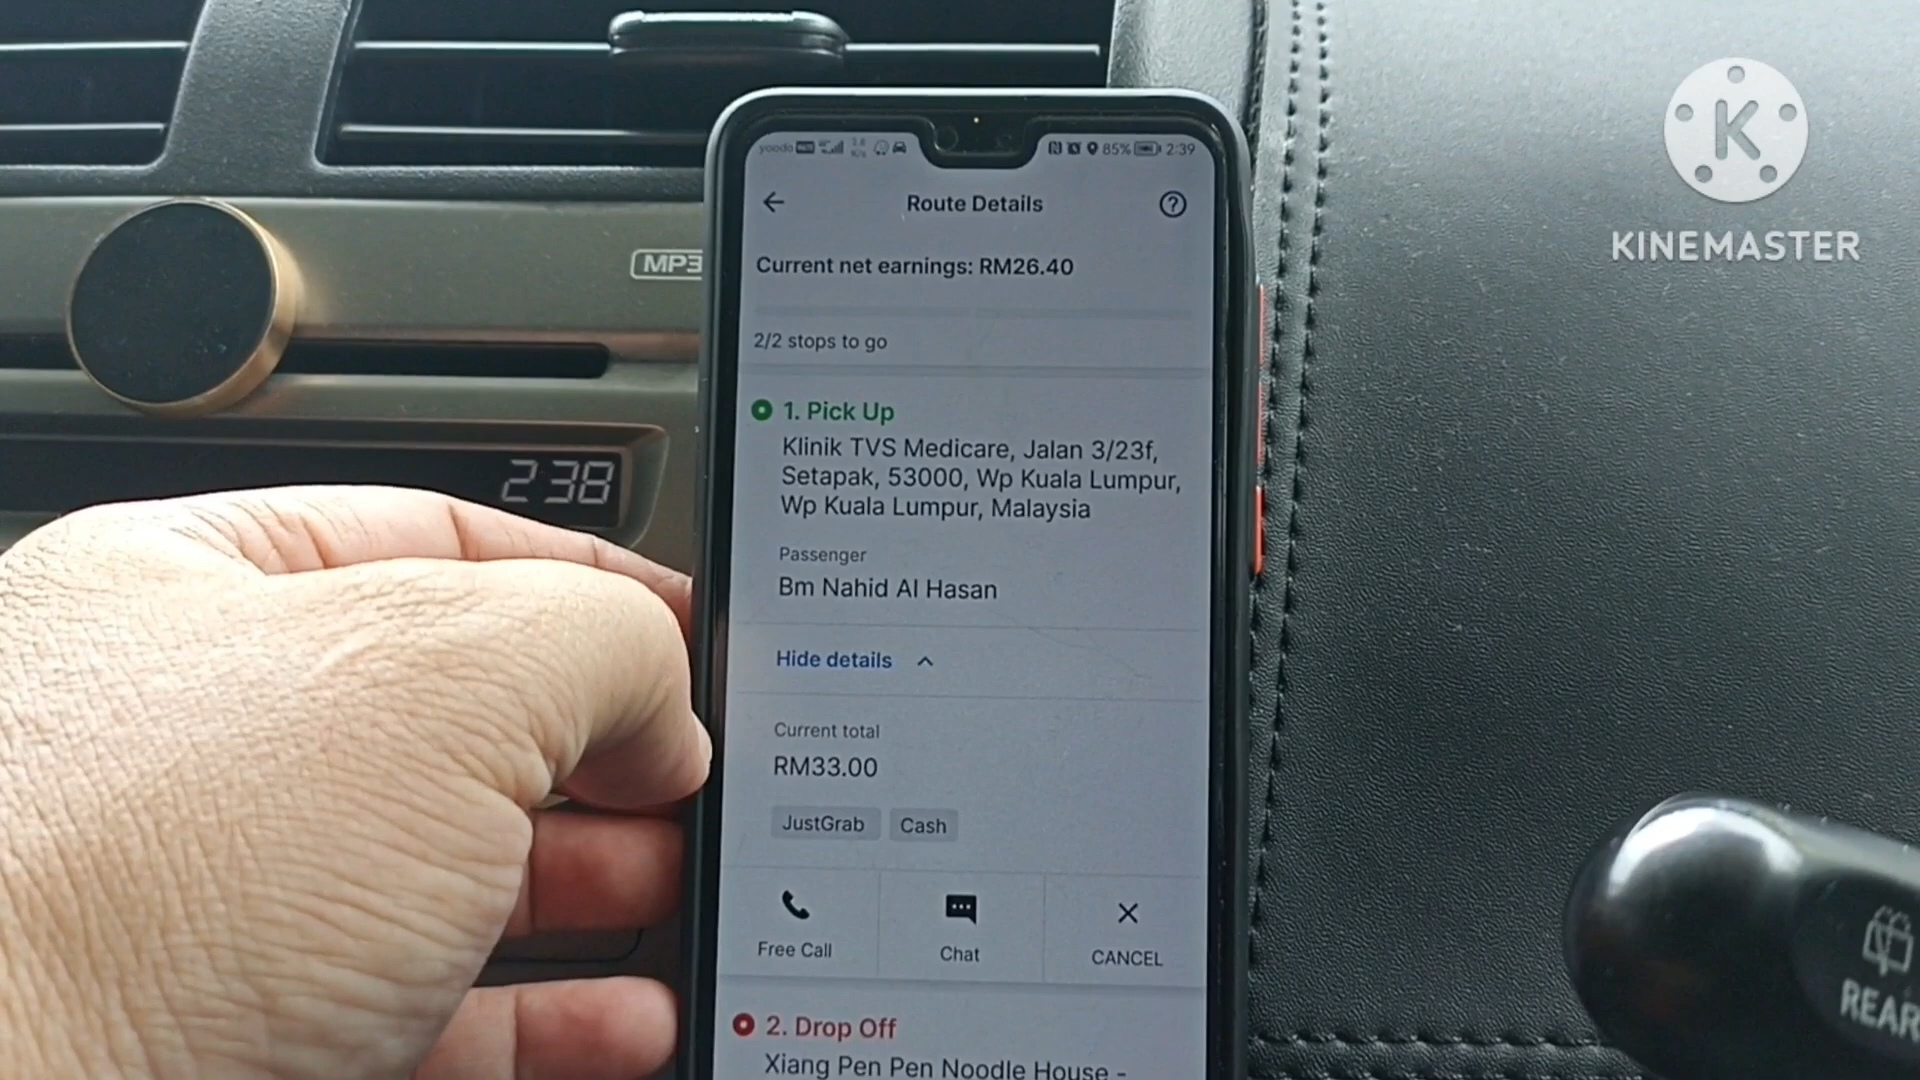 yoodo 85% 2:39
Route Details
Current net earnings: RM26.40
MP3
2/2 stops to go
1. Pick Up
Klinik TVS Medicare, Jalan 3/23f,
Setapak, 53000, Wp Kuala Lumpur,
Wp Kuala Lumpur, Malaysia
238
Passenger
Bm Nahid Al Hasan
Hide details
Current total
RM33.00
JustGrab Cash
Free Call Chat CANCEL
2. Drop Off
Xiang Pen Pen Noodle House -
K
KINEMASTER
REAR